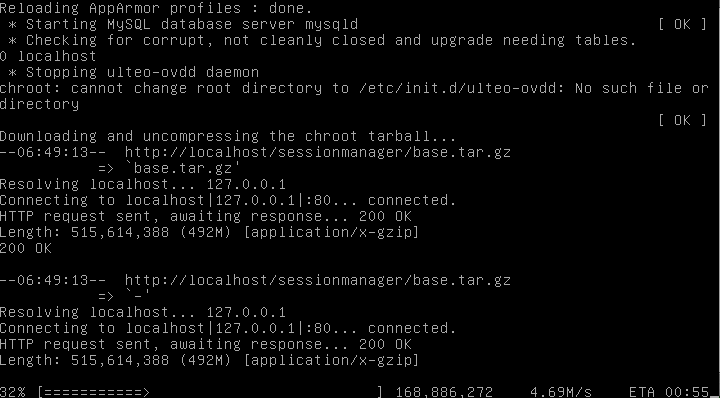 Reloading AppArmor profiles : done.
 * Starting MySQL database server mysqld                                 [ OK ]
 * Checking for corrupt, not cleanly closed and upgrade needing tables.
0 localhost
 * Stopping ulteo-ovdd daemon
chroot: cannot change root directory to /etc/init.d/ulteo-ovdd: No such file or
directory
                                                                         [ OK ]
Downloading and uncompressing the chroot tarball...
--06:49:13--  http://localhost/sessionmanager/base.tar.gz
           => `base.tar.gz'
Resolving localhost... 127.0.0.1
Connecting to localhost|127.0.0.1|:80... connected.
HTTP request sent, awaiting response... 200 OK
Length: 515,614,388 (492M) [application/x-gzip]
200 OK

--06:49:13--  http://localhost/sessionmanager/base.tar.gz
           => `-'
Resolving localhost... 127.0.0.1
Connecting to localhost|127.0.0.1|:80... connected.
HTTP request sent, awaiting response... 200 OK
Length: 515,614,388 (492M) [application/x-gzip]

32% [===========>                         ] 168,886,272    4.69M/s    ETA 00:55_